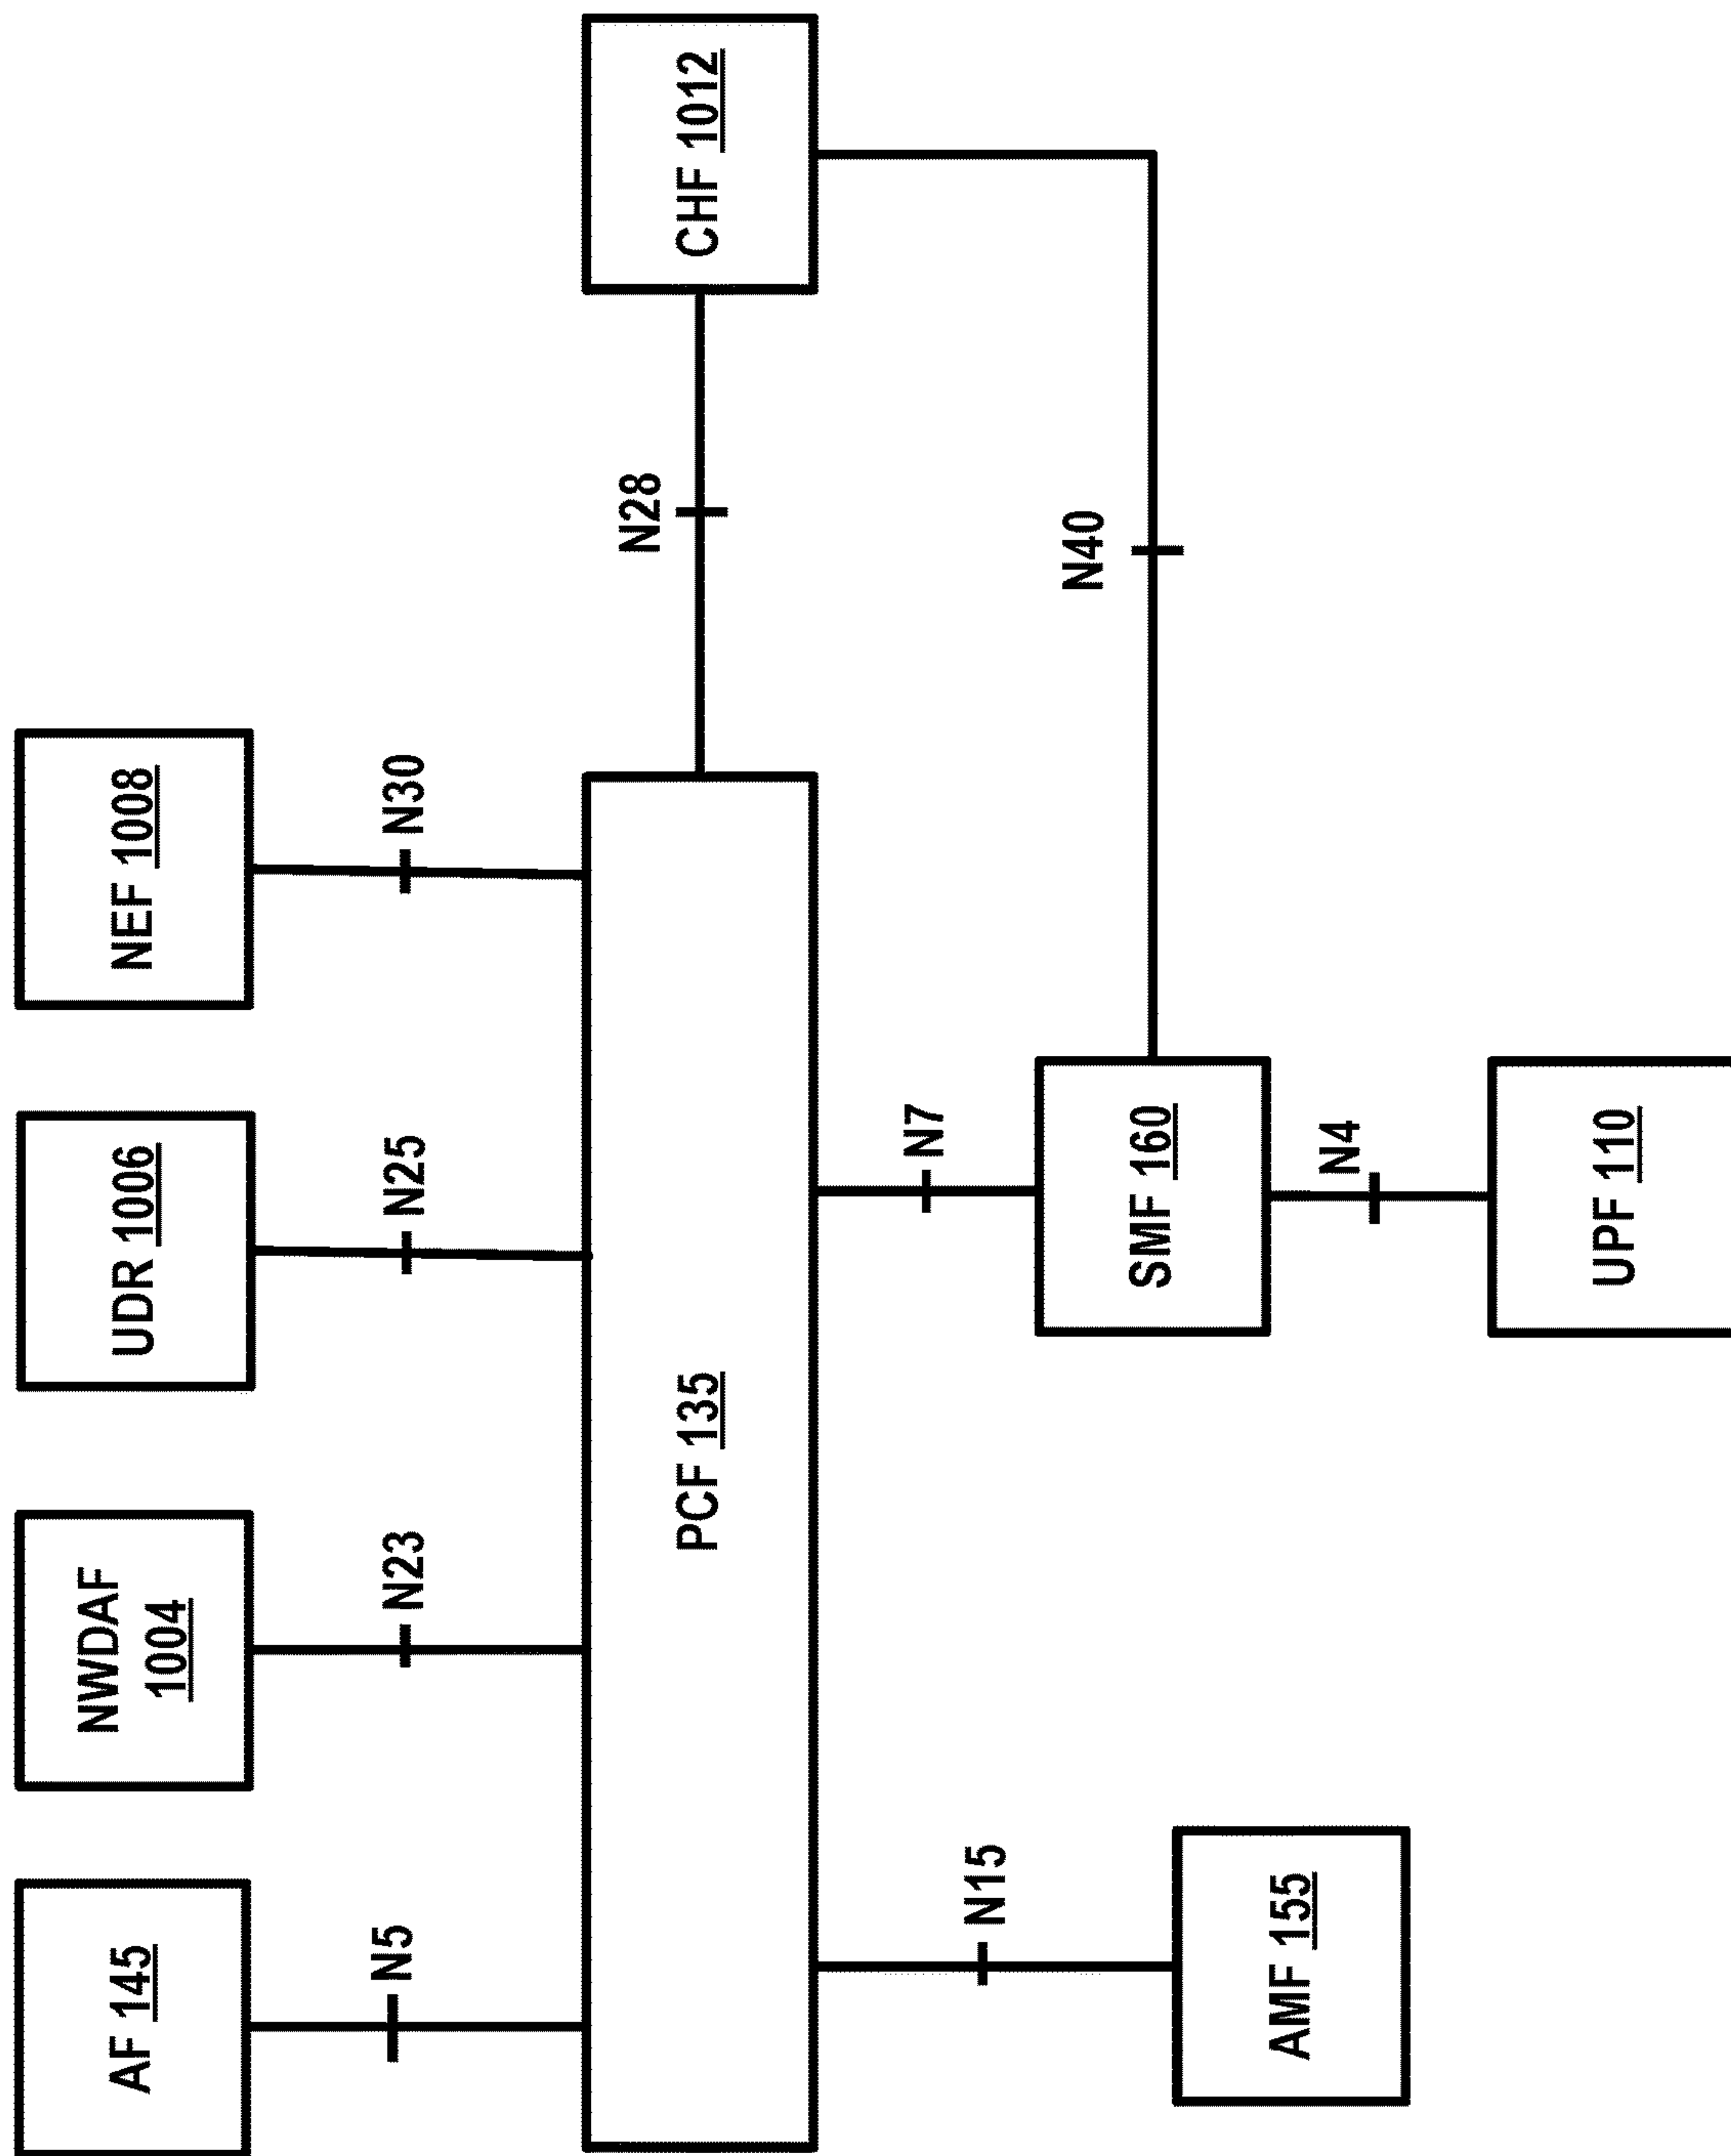 AF 145
NWDAF
1004
UDR 1006
NEF 1008
N5
N23
N25
N30
PCF 135
N28
CHF 1012
N15
N7
N40
AMF 155
SMF 160
N4
UPF 110